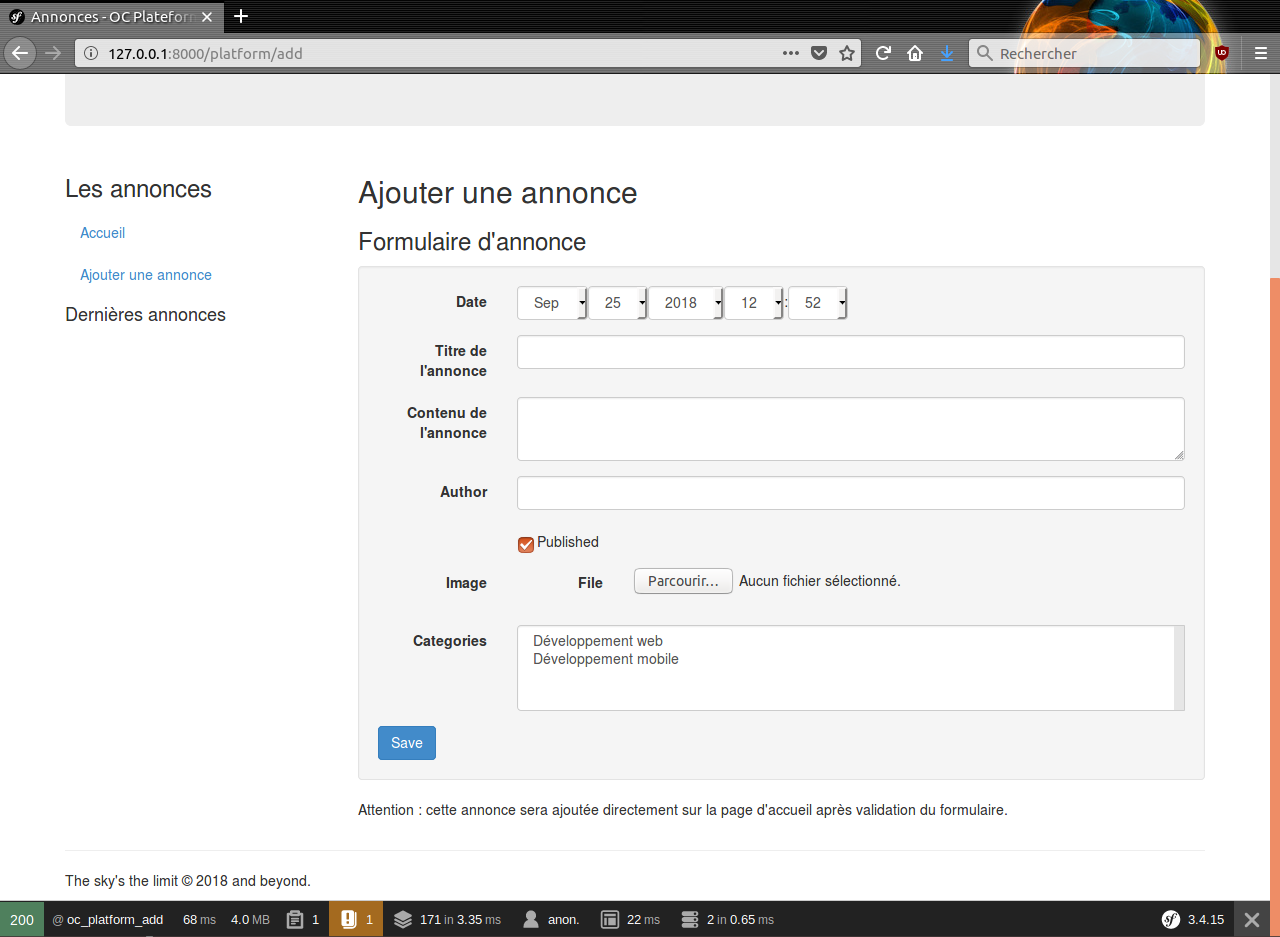 Annonces - OC Plateform
127.0.0.1:8000/platform/add
Rechercher
Les annonces
Accueil
Ajouter une annonce
Dernières annonces
Ajouter une annonce
Formulaire d'annonce
Date Sep 25 2018 12 : 52
Titre de
l'annonce
Contenu de
l'annonce
Author
Published
Image File Parcourir... Aucun fichier sélectionné.
Categories Développement web
Développement mobile
Save
Attention : cette annonce sera ajoutée directement sur la page d'accueil après validation du formulaire.
The sky's the limit © 2018 and beyond.
200 @ oc_platform_add 68 ms 4.0 MB 1 1 171 in 3.35 ms anon. 22 ms 2 in 0.65 ms sf 3.4.15